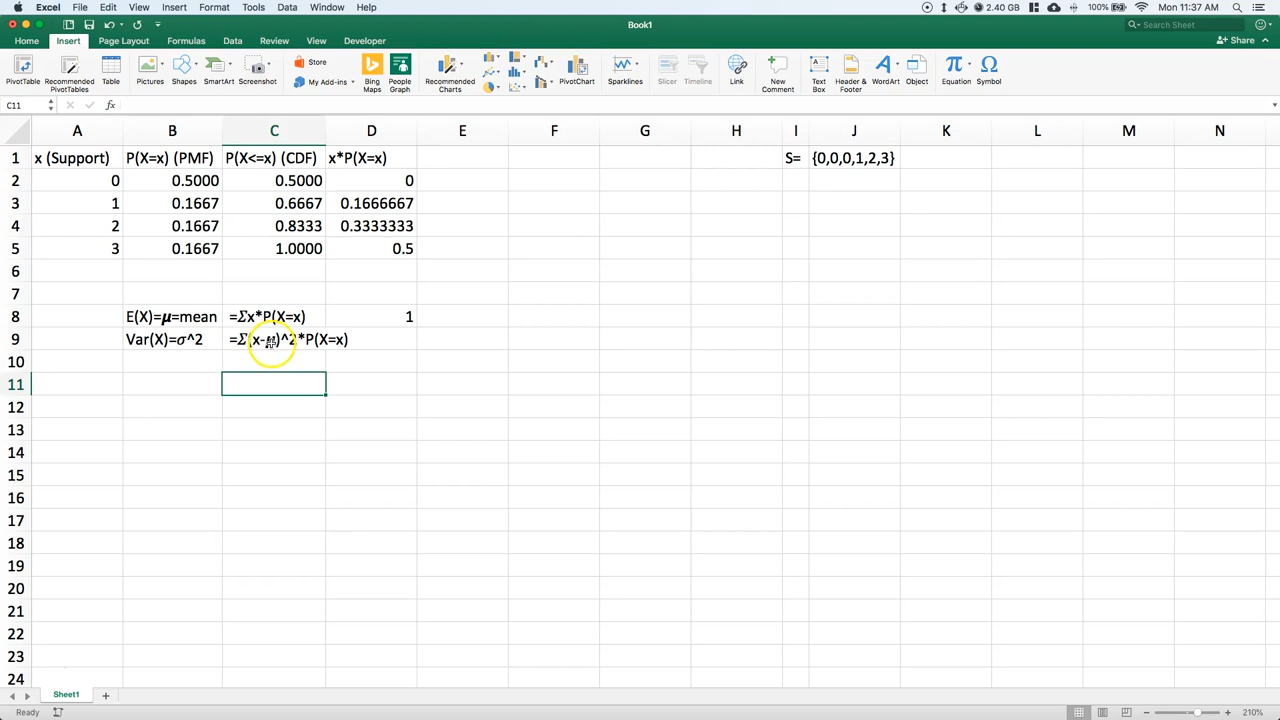 Excel File Edit View Insert Format Tools Data Window Help 2.40 GB 100% Mon 11:37 AM
Book1
Search Sheet
Home Insert Page Layout Formulas Data Review View Developer Share
PivotTable Recommended PivotTables Table Pictures Shapes SmartArt Screenshot Store My Add-ins Bing Maps People Graph Recommended Charts PivotChart Sparklines Slicer Timeline Link New Comment Text Box Header & Footer WordArt Object Equation Symbol
C11 fx
A B C D E F G H I J K L M N
1 x (Support) P(X=x) (PMF) P(X<=x) (CDF) x*P(X=x) S= {0,0,0,1,2,3}
2 0 0.5000 0.5000 0
3 1 0.1667 0.6667 0.1666667
4 2 0.1667 0.8333 0.3333333
5 3 0.1667 1.0000 0.5
6
7
8 E(X)=𝝁=mean =𝛴x*P(X=x) 1
9 Var(X)=𝜎^2 =𝛴(x-𝝁)^2*P(X=x)
10
11
12
13
14
15
16
17
18
19
20
21
22
23
24
Sheet1
Ready 210%